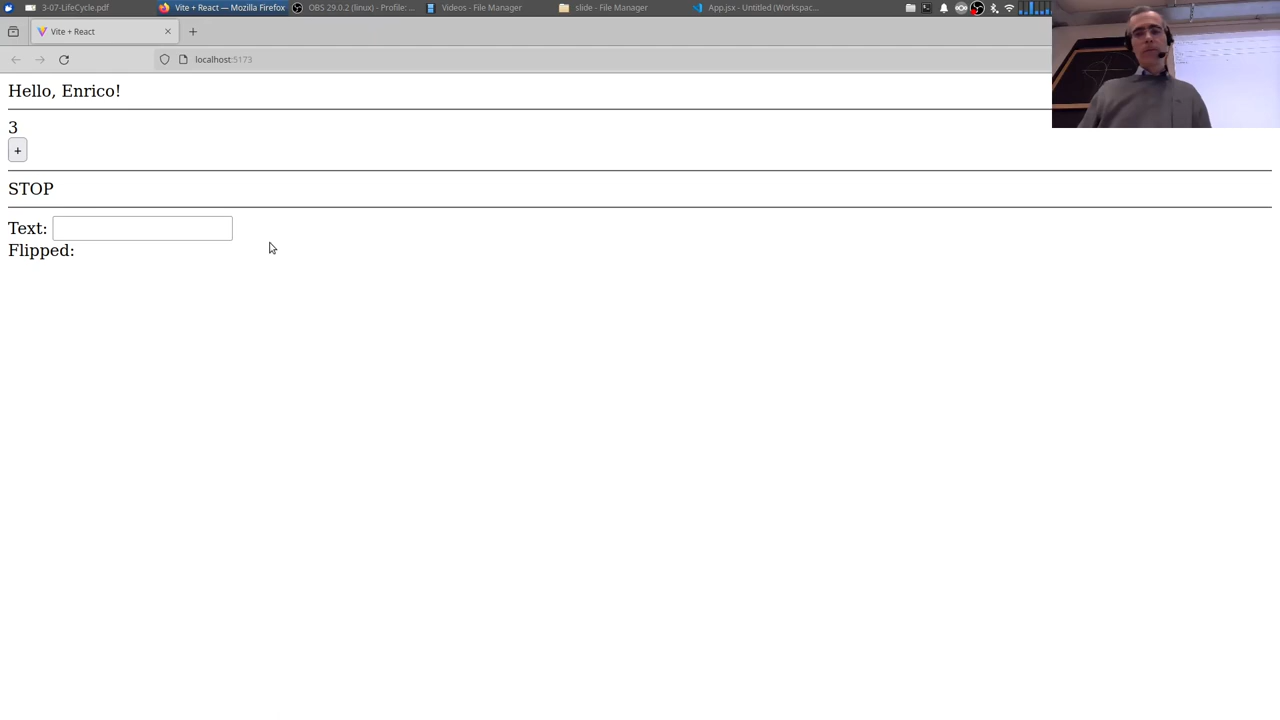 3-07-LifeCycle.pdf
Vite + React — Mozilla Firefox
OBS 29.0.2 (linux) - Profile: ...
Videos - File Manager
slide - File Manager
App.jsx - Untitled (Workspac...
Vite + React
localhost:5173
Hello, Enrico!
3
+
STOP
Text:
Flipped: